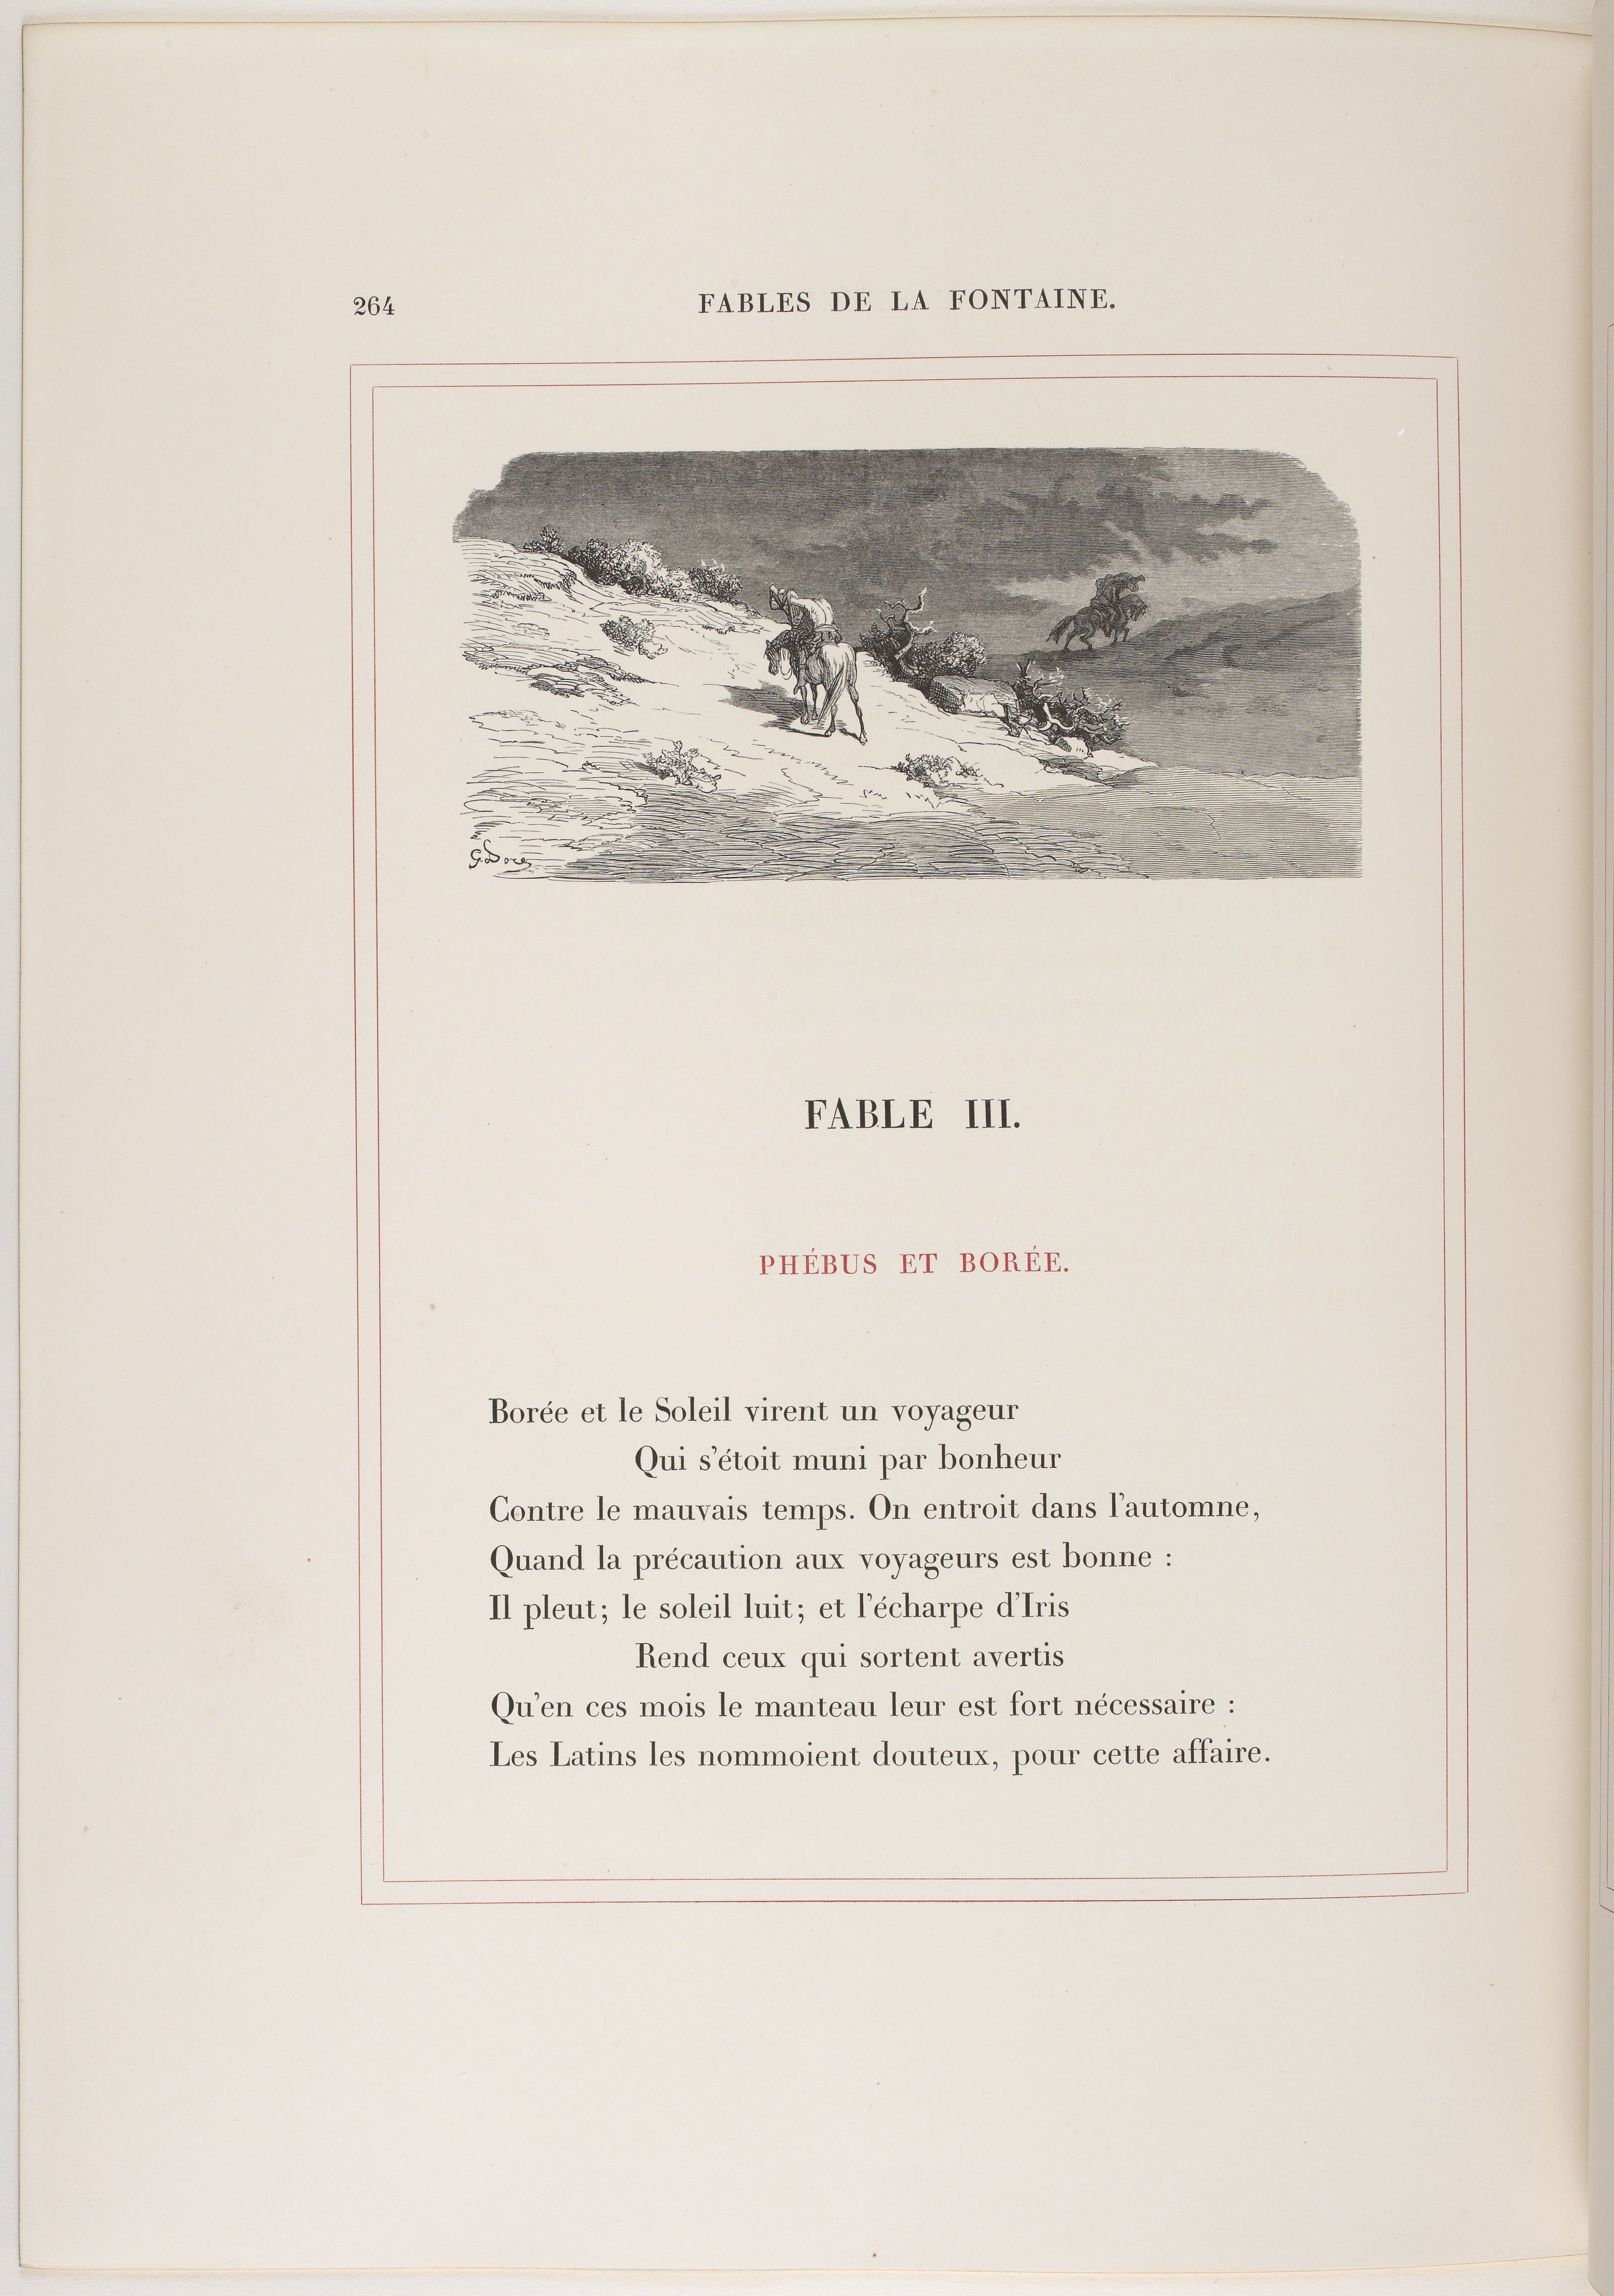 264
FABLES DE LA FONTAINE.
G. Doré
FABLE III.
PHÉBUS ET BORÉE.
Borée et le Soleil virent un voyageur
Qui s'étoit muni par bonheur
Contre le mauvais temps. On entroit dans l'automne,
Quand la précaution aux voyageurs est bonne :
Il pleut; le soleil luit; et l'écharpe d'Iris
Rend ceux qui sortent avertis
Qu'en ces mois le manteau leur est fort nécessaire :
Les Latins les nommoient douteux, pour cette affaire.